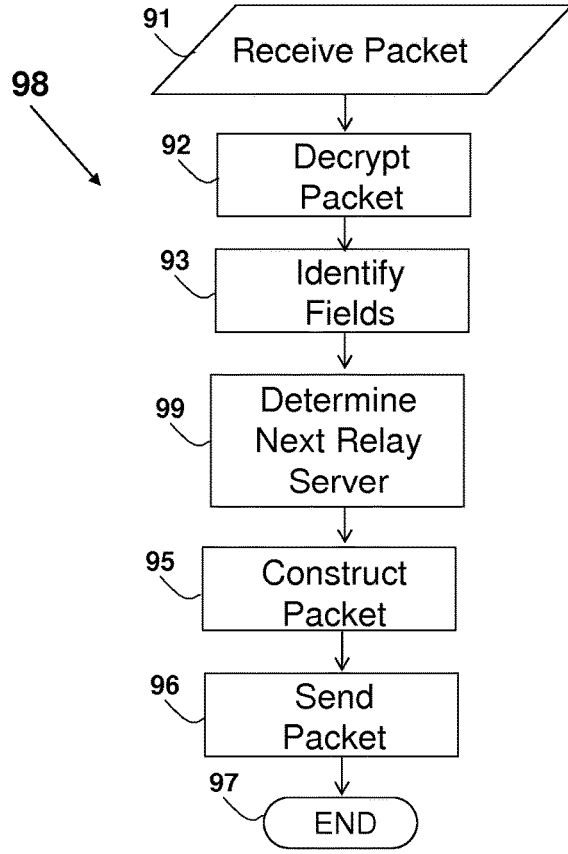 91
Receive Packet
98
92
Decrypt
Packet
93
Identify
Fields
99
Determine
Next Relay
Server
95
Construct
Packet
96
Send
Packet
97
END